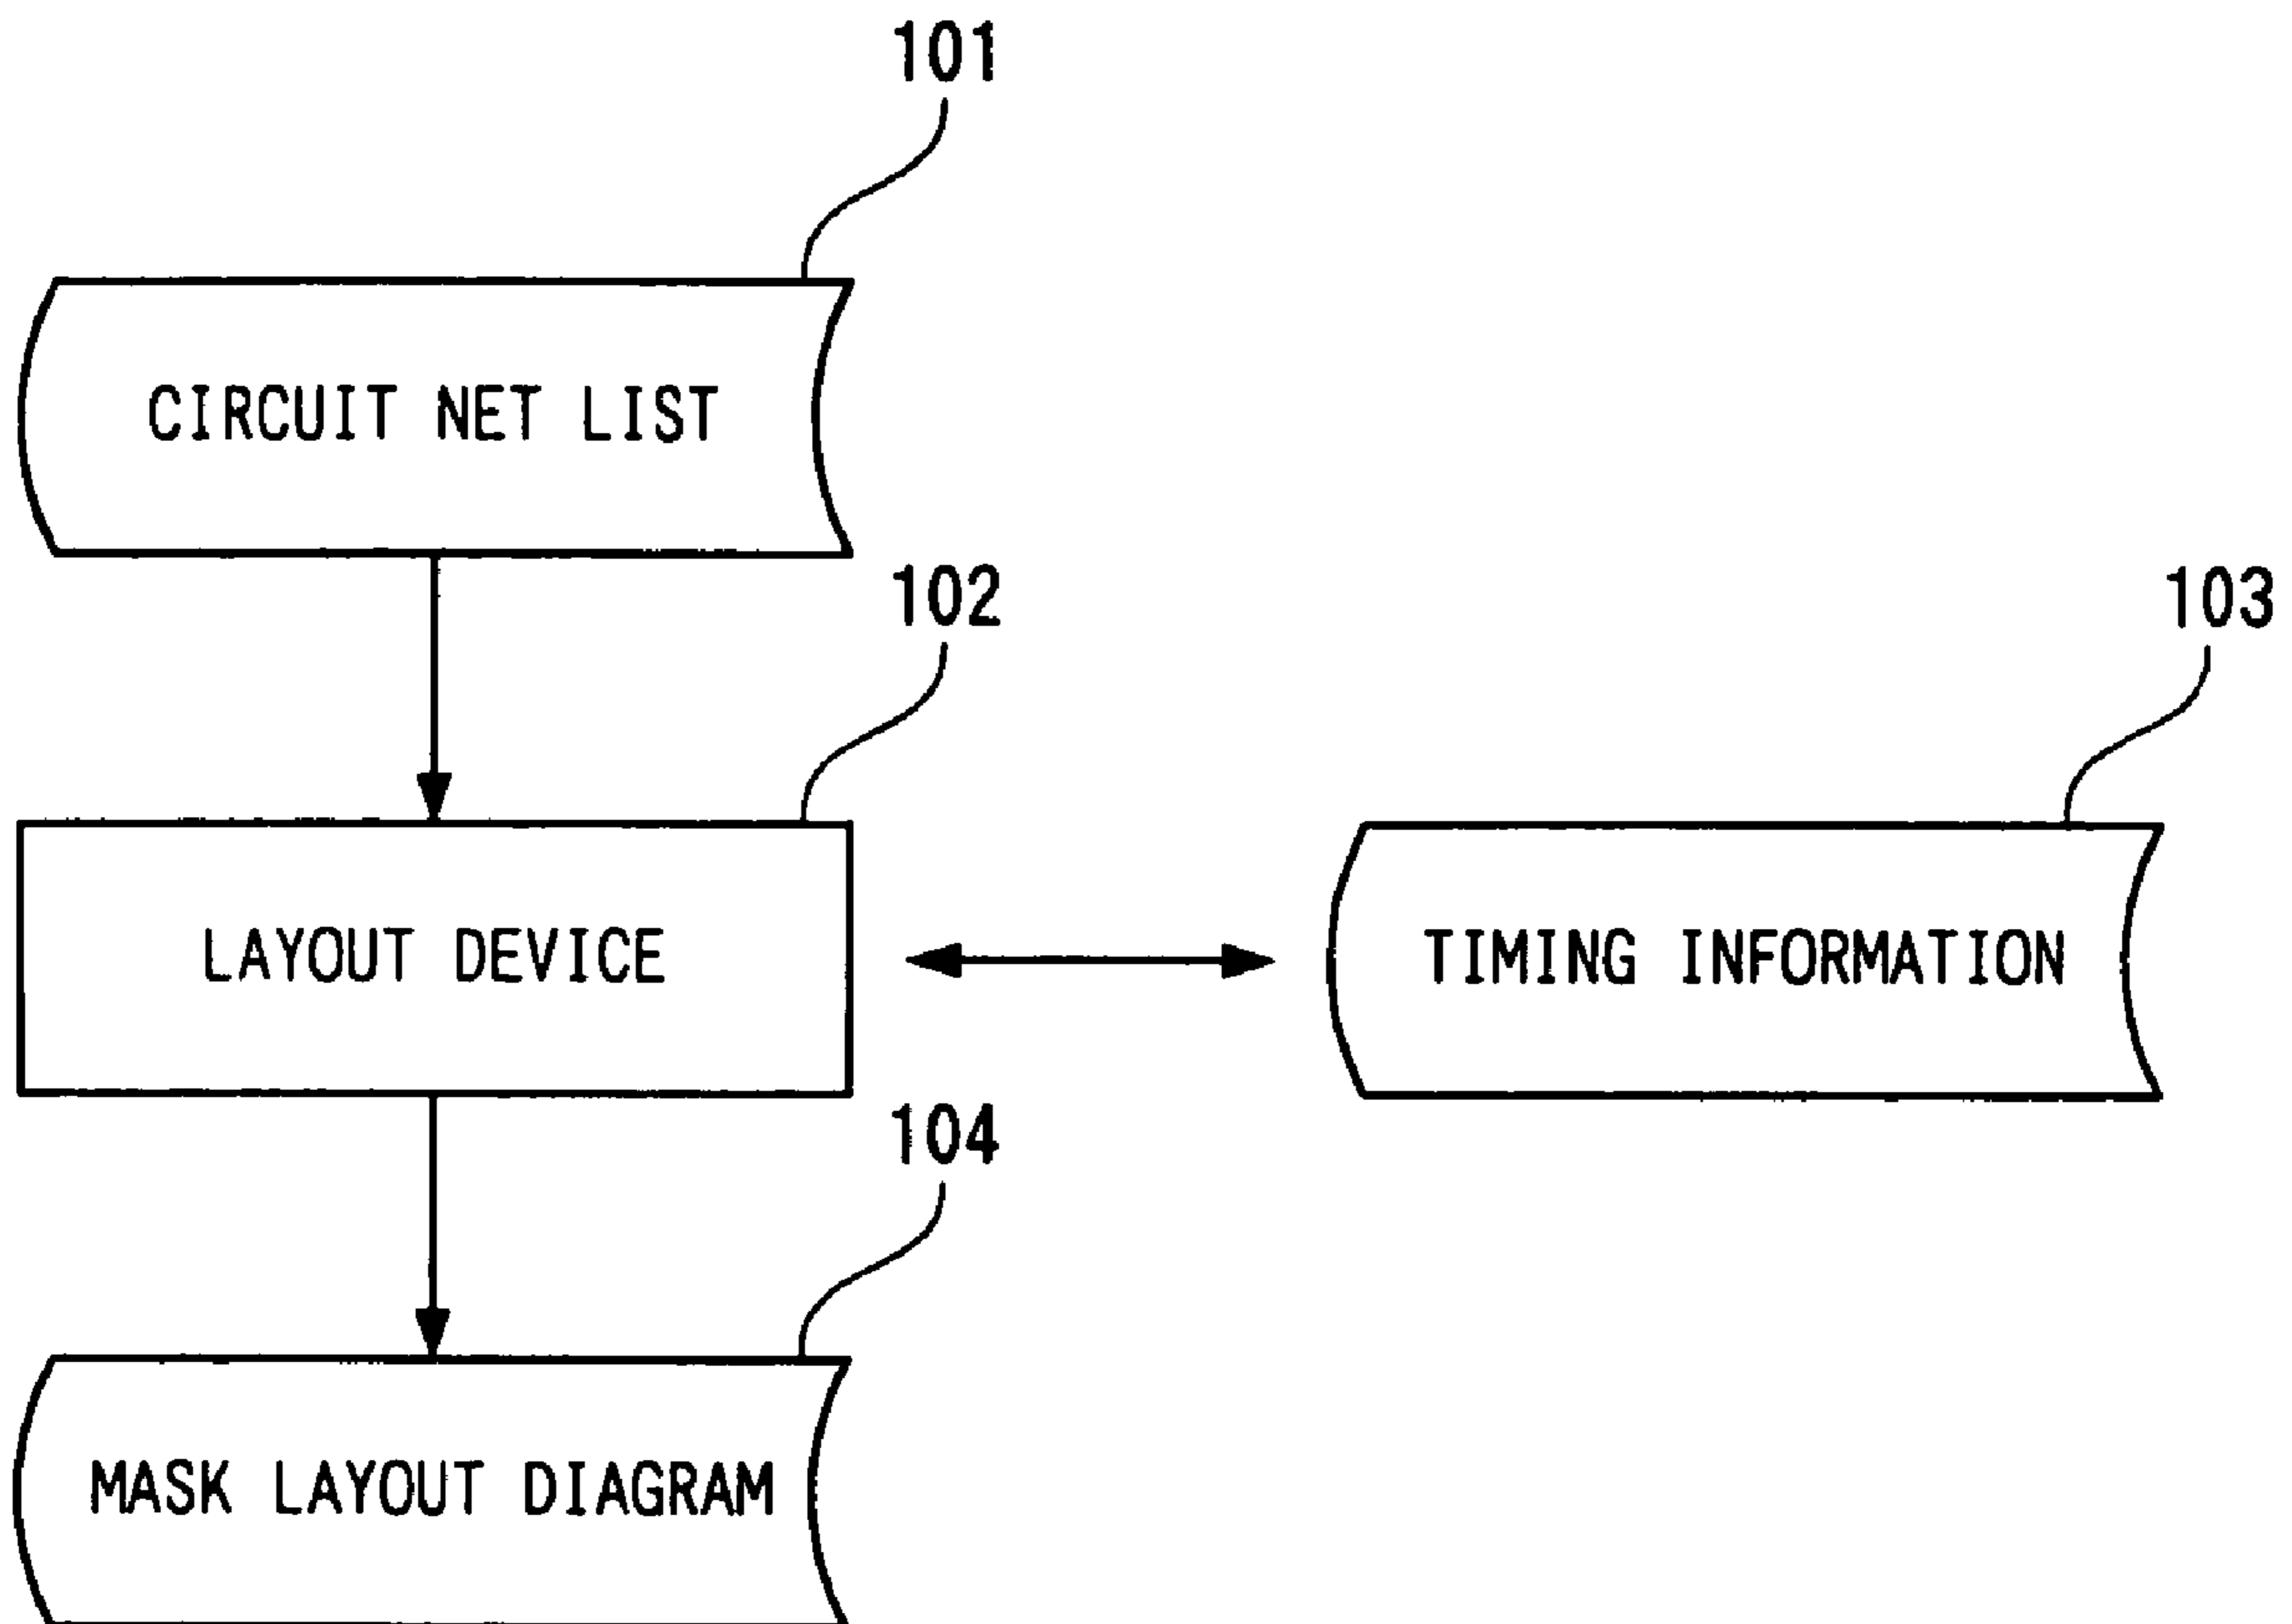 101
CIRCUIT NET LIST
102
103
LAYOUT DEVICE
TIMING INFORMATION
104
MASK LAYOUT DIAGRAM